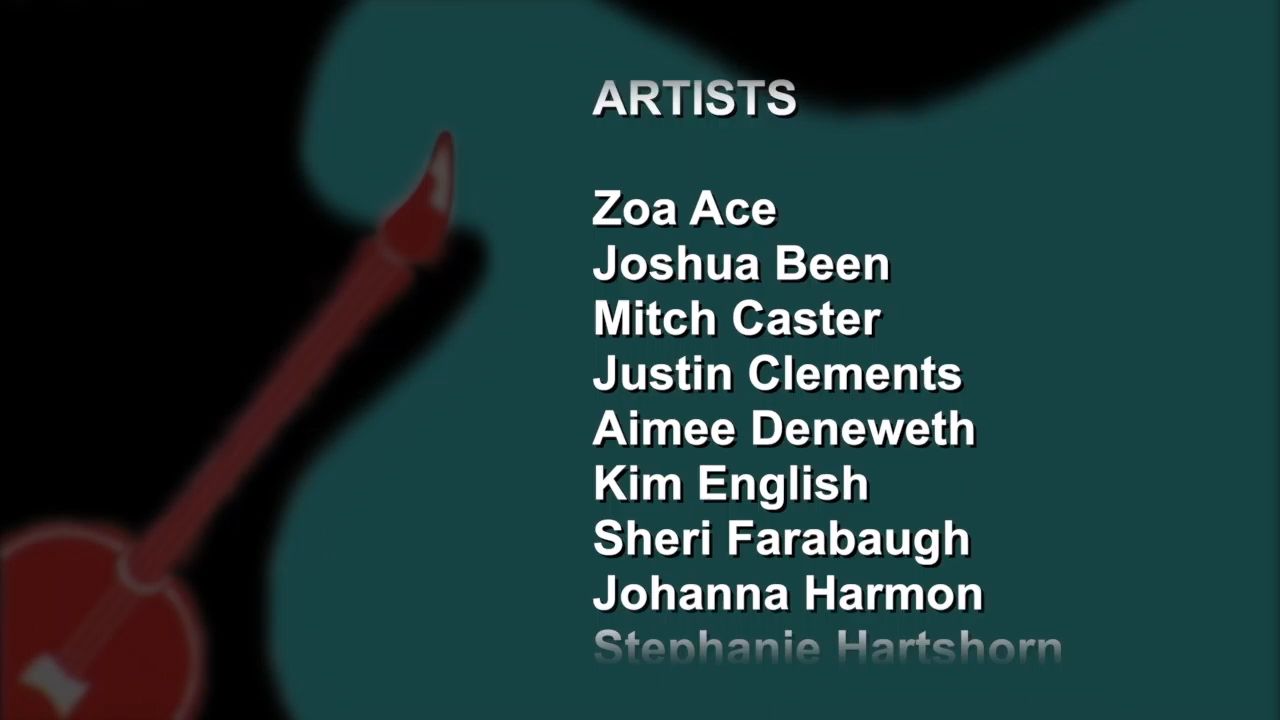 ARTISTS
Zoa Ace
Joshua Been
Mitch Caster
Justin Clements
Aimee Deneweth
Kim English
Sheri Farabaugh
Johanna Harmon
Stephanie Hartshorn